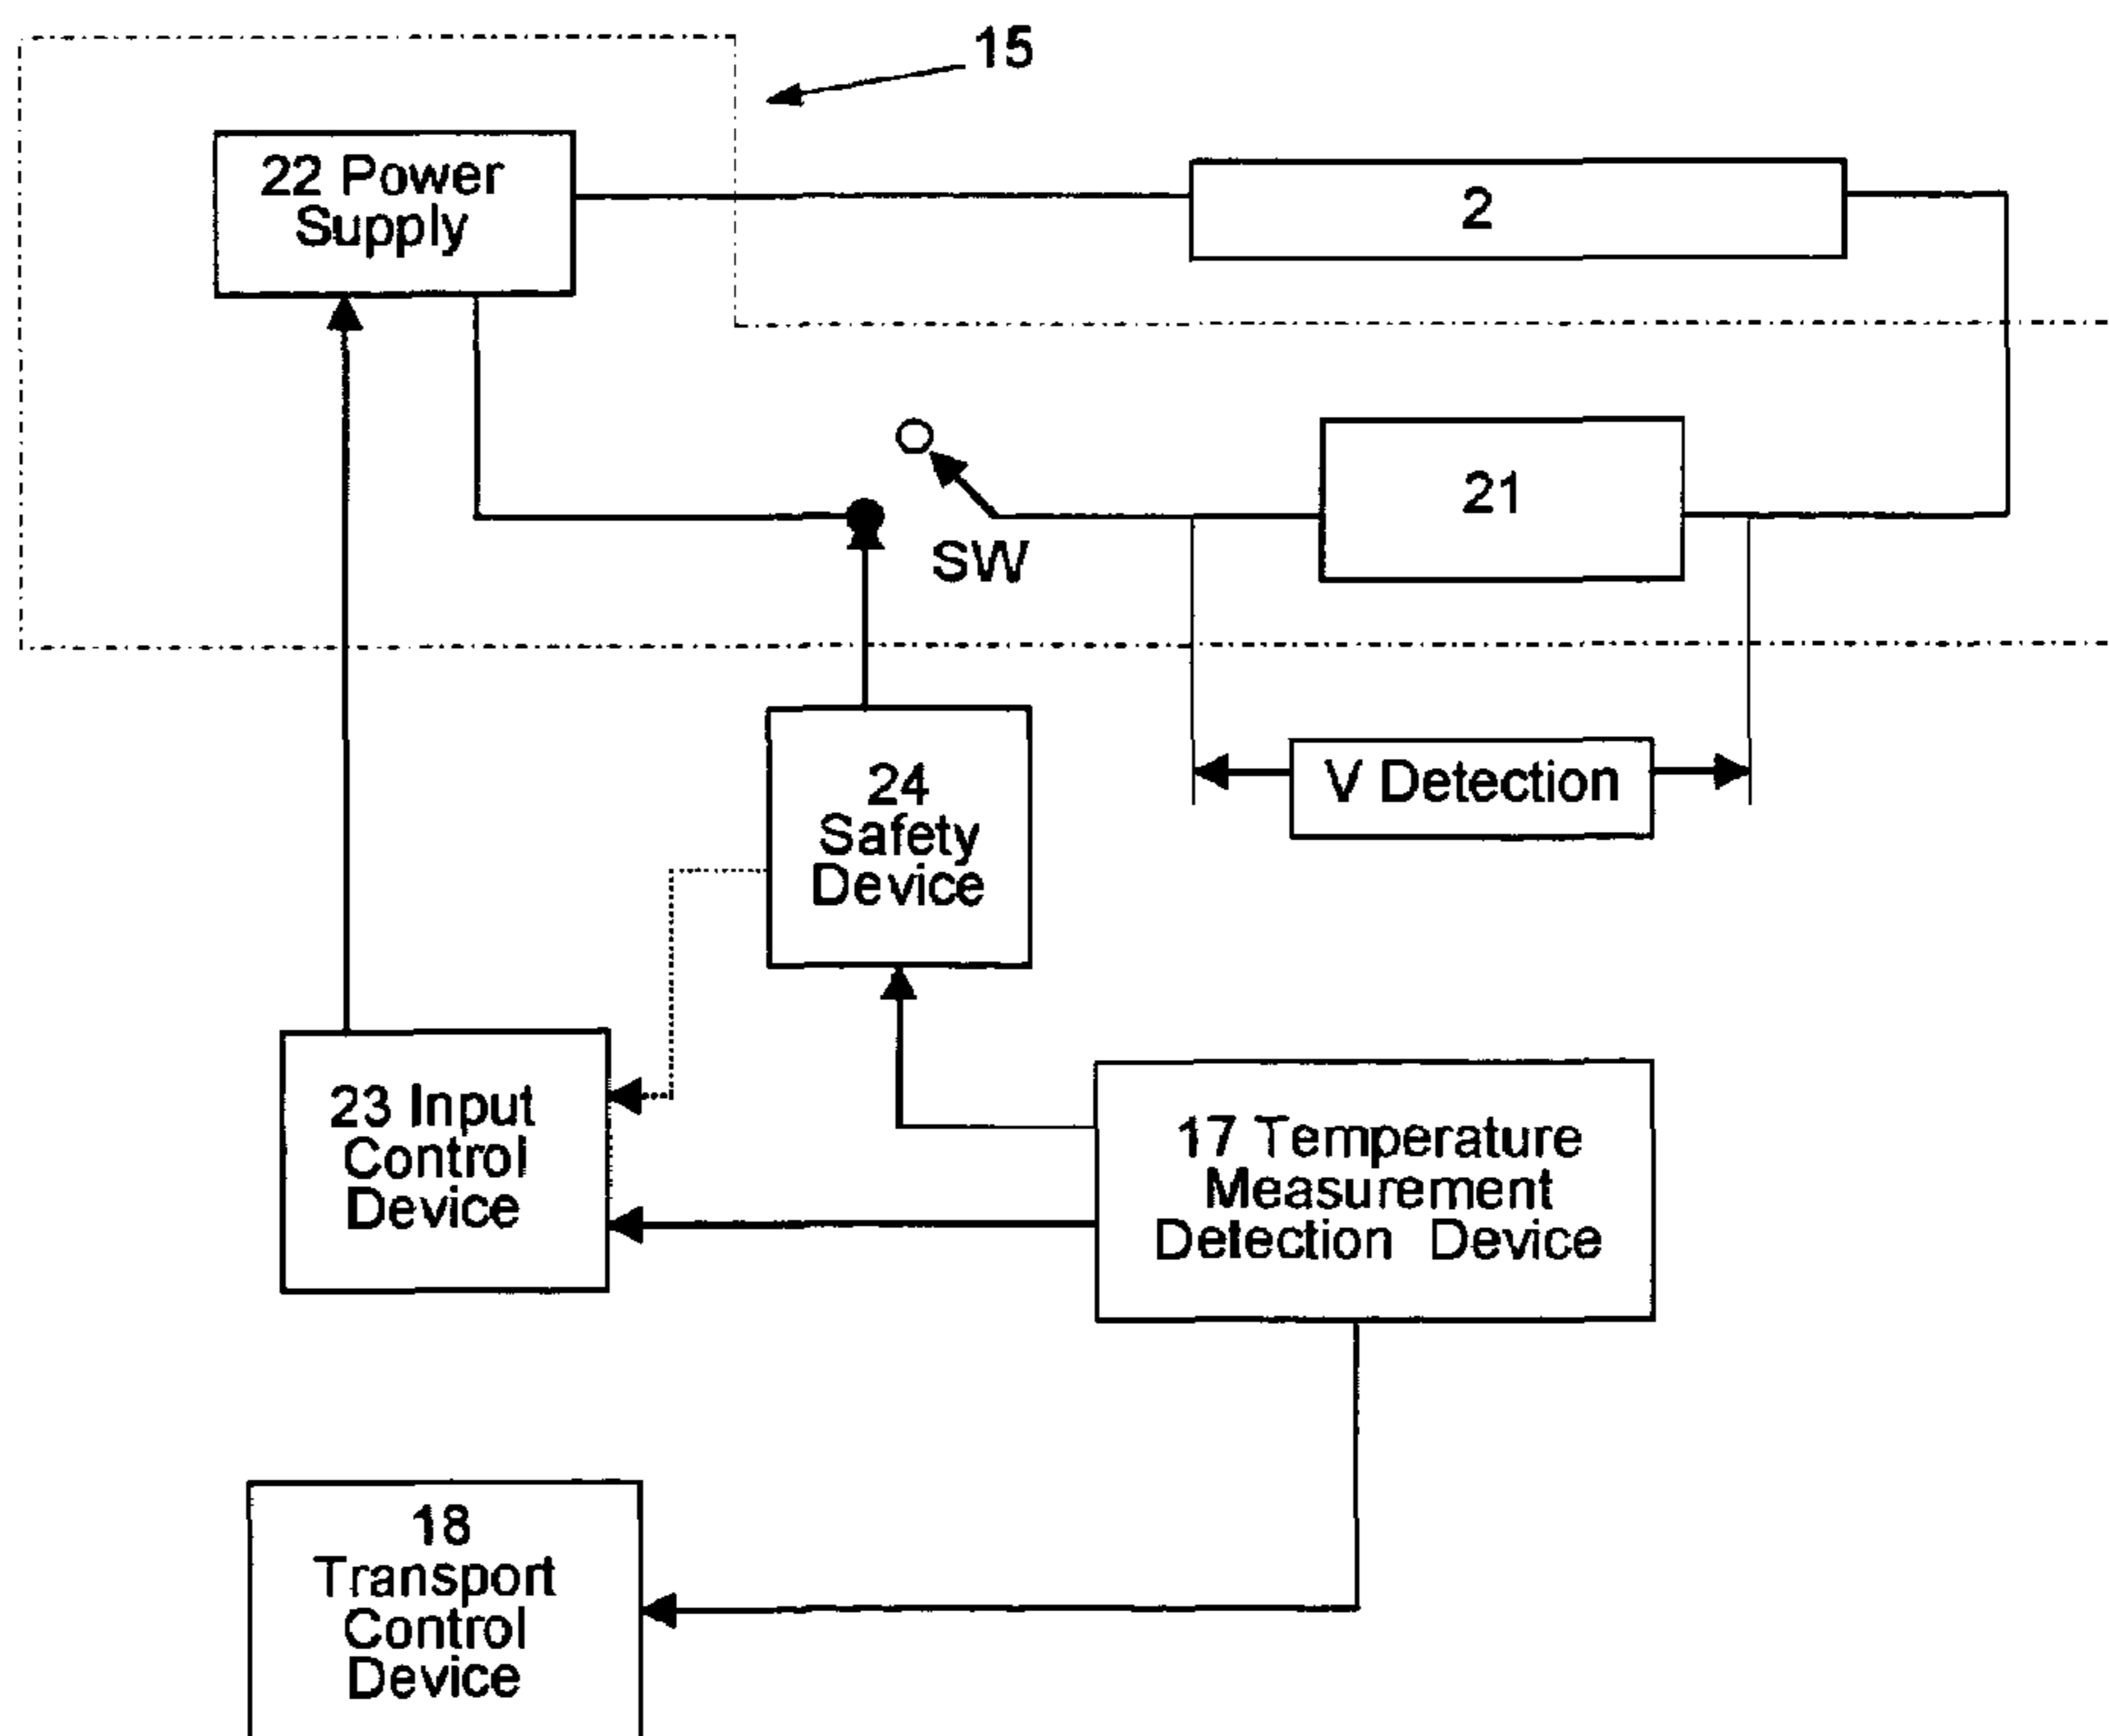 15
22 Power
Supply
2
21
SW
24
Safety
Device
V Detection
23 Input
Control
Device
17 Temperature
Measurement
Detection Device
18
Transport
Control
Device